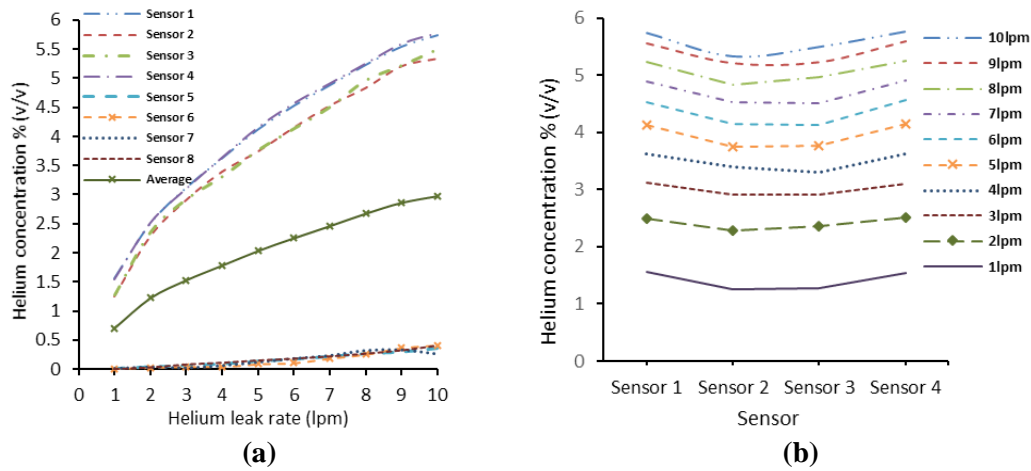 Helium concentration % (v/v)
6
5.5
5
4.5
4
3.5
3
2.5
2
1.5
1
0.5
0
Sensor 1
Sensor 2
Sensor 3
Sensor 4
Sensor 5
Sensor 6
Sensor 7
Sensor 8
Average
0 1 2 3 4 5 6 7 8 9 10
Helium leak rate (lpm)
(a)
Helium concentration % (v/v)
6
5
4
3
2
1
0
10lpm
9lpm
8lpm
7lpm
6lpm
5lpm
4lpm
3lpm
2lpm
1lpm
Sensor 1 Sensor 2 Sensor 3 Sensor 4
Sensor
(b)